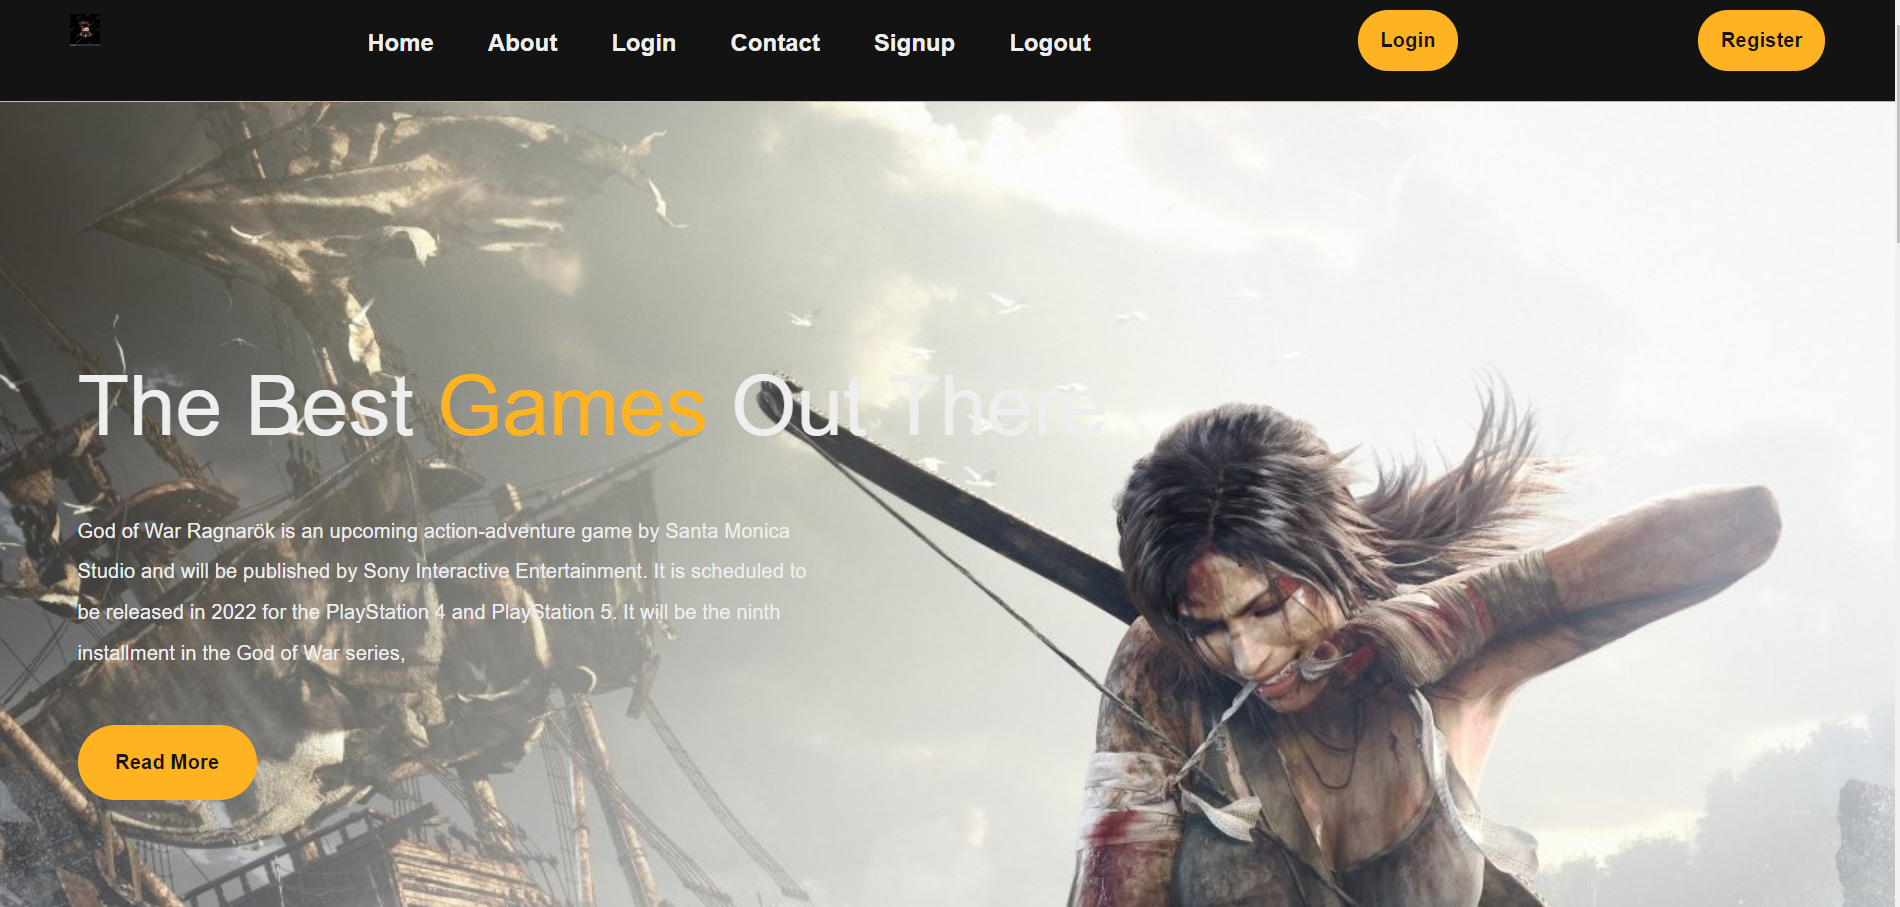 Home About Login Contact Signup Logout Login Register
The Best Games Out There
God of War Ragnarök is an upcoming action-adventure game by Santa Monica
Studio and will be published by Sony Interactive Entertainment. It is scheduled to
be released in 2022 for the PlayStation 4 and PlayStation 5. It will be the ninth
installment in the God of War series,
Read More